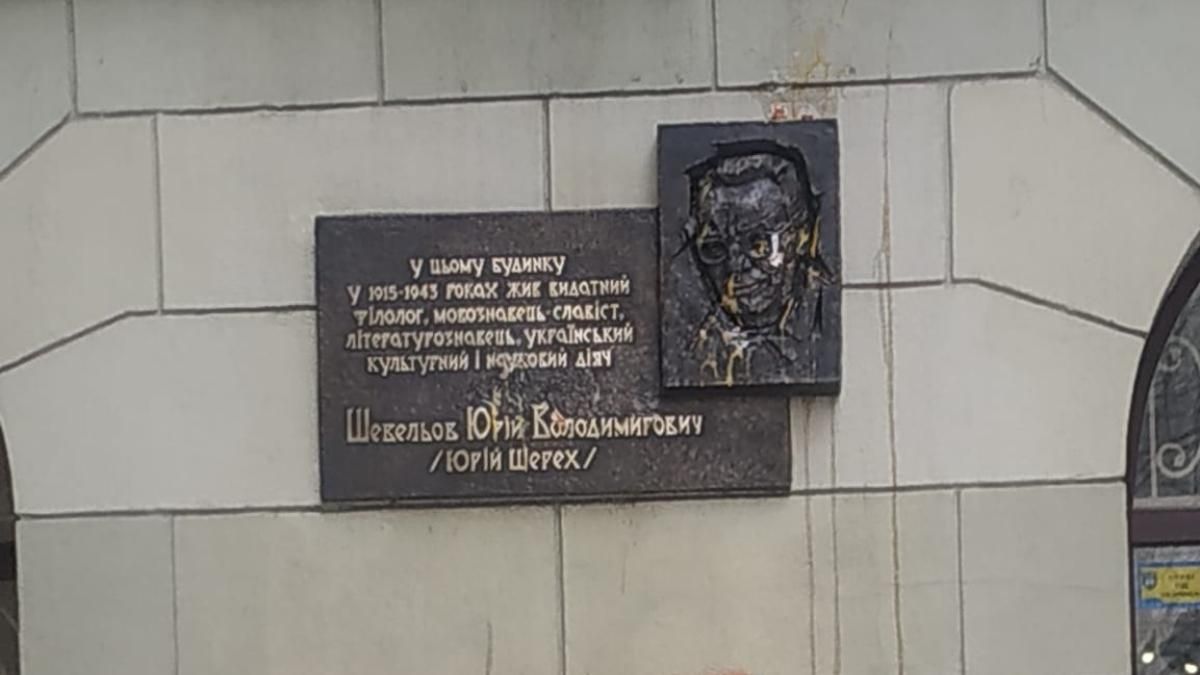 У цьому будинку
у 1915-1943 роках жив видатний
філолог, мовознавець-славіст,
літературознавець, український
культурний і науковий діяч
Шевельов Юрій Володимирович
/Юрій Шерех/